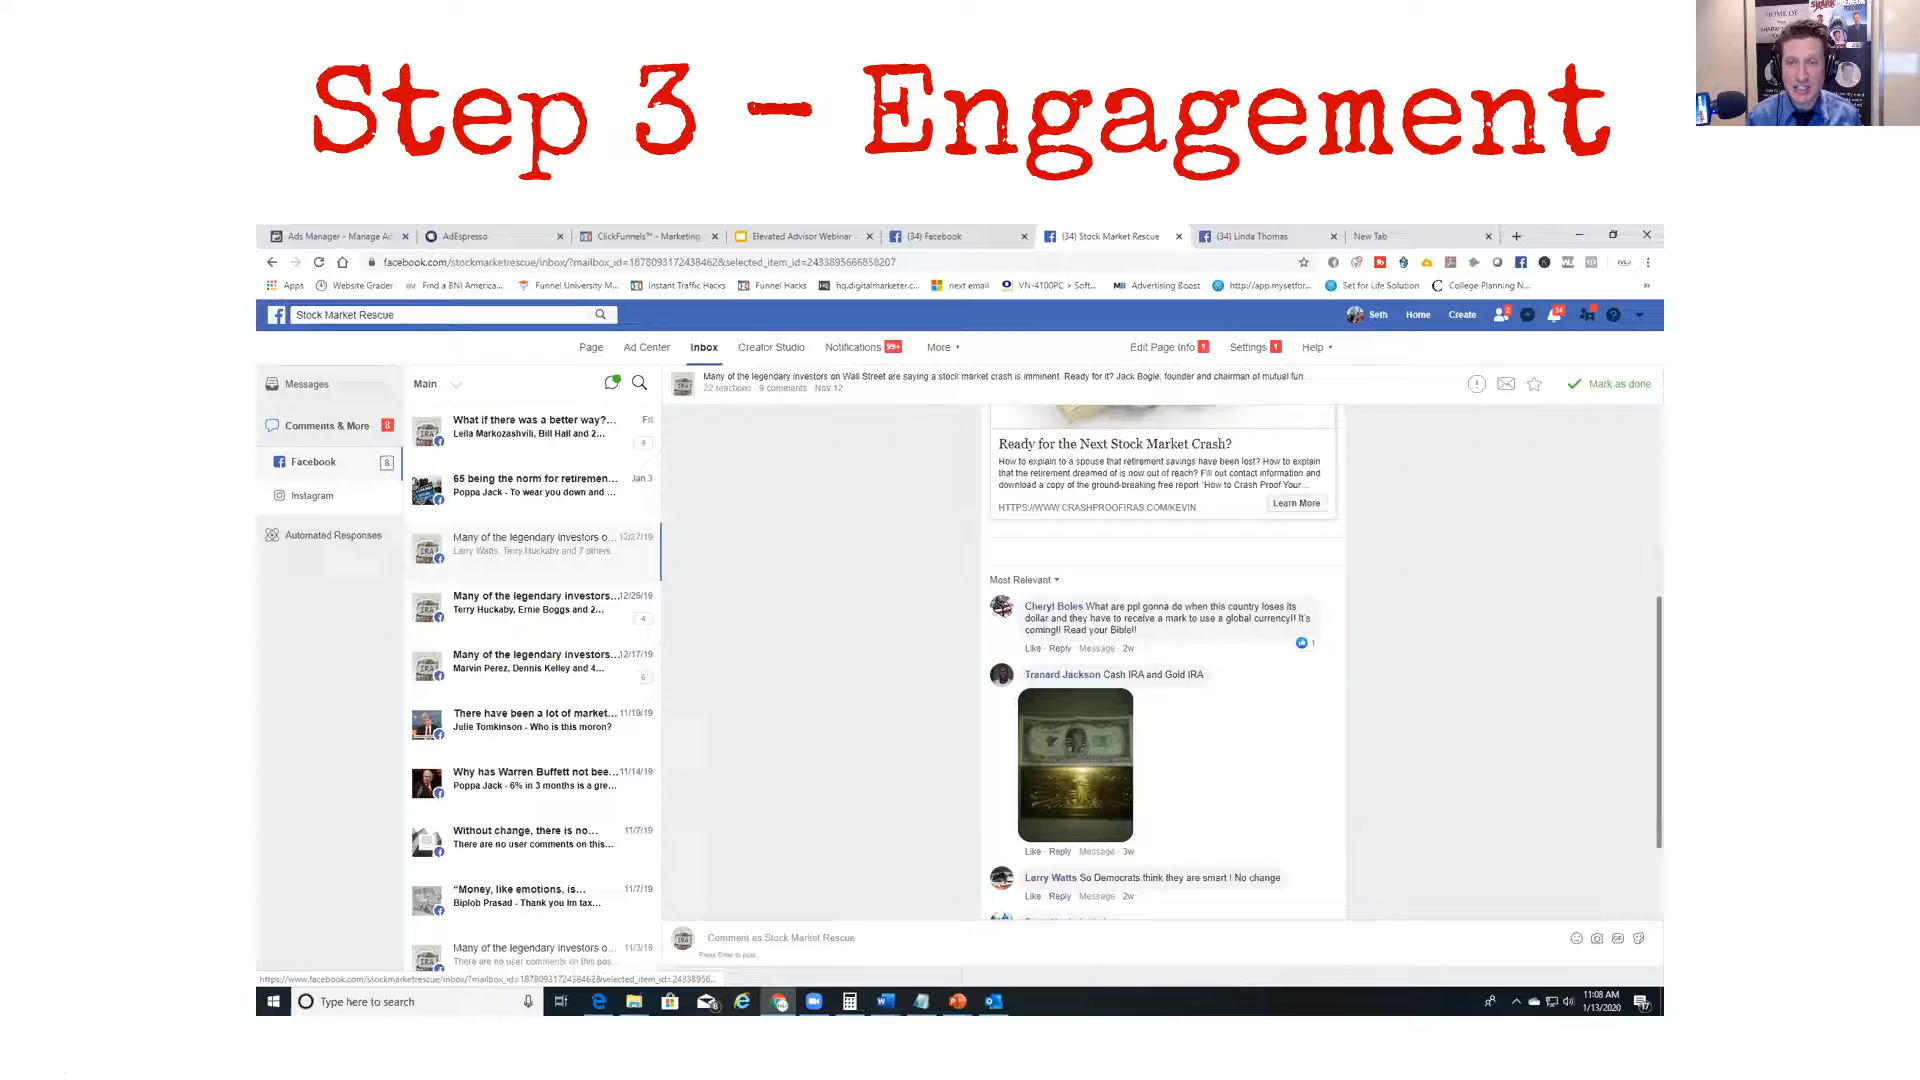 Step 3 - Engagement
HOME OF
Ads Manager - Manage Ad
AdEspresso
ClickFunnels™ - Marketing
Elevated Advisor Webinar -
(34) Facebook
(34) Stock Market Rescue
(34) Linda Thomas
New Tab
facebook.com/stockmarketrescue/inbox/?mailbox_id=1878093172438462&selected_item_id=2433895666858207
Apps
Website Grader
Find a BNI America...
Funnel University M...
Instant Traffic Hacks
Funnel Hacks
hq.digitalmarketer.c...
next email
VN-4100PC > Soft...
Advertising Boost
http://app.mysetfor...
Set for Life Solution
College Planning N...
Stock Market Rescue
Seth
Home
Create
2
34
Page
Ad Center
Inbox
Creator Studio
Notifications 99+
More
Edit Page Info 1
Settings 1
Help
Messages
Comments & More 8
Facebook 8
Instagram
Automated Responses
Main
What if there was a better way?... Fri
Leila Markozashvili, Bill Hall and 2... 4
65 being the norm for retiremen... Jan 3
Poppa Jack - To wear you down and ...
Many of the legendary investors o... 12/27/19
Larry Watts, Terry Huckaby and 7 others.
Many of the legendary investors... 12/26/19
Terry Huckaby, Ernie Boggs and 2... 4
Many of the legendary investors... 12/17/19
Marvin Perez, Dennis Kelley and 4... 6
There have been a lot of market... 11/19/19
Julie Tomkinson - Who is this moron?
Why has Warren Buffett not bee... 11/14/19
Poppa Jack - 6% in 3 months is a gre...
Without change, there is no... 11/7/19
There are no user comments on this...
"Money, like emotions, is... 11/7/19
Biplob Prasad - Thank you Im tax...
Many of the legendary investors o... 11/3/19
There are no user comments on this pos...
Many of the legendary investors on Wall Street are saying a stock market crash is imminent. Ready for it? Jack Bogle, founder and chairman of mutual fun...
22 reactions · 9 comments · Nov 12
Mark as done
Ready for the Next Stock Market Crash?
How to explain to a spouse that retirement savings have been lost? How to explain
that the retirement dreamed of is now out of reach? Fill out contact information and
download a copy of the ground-breaking free report "How to Crash Proof Your...
HTTPS://WWW.CRASHPROOFIRAS.COM/KEVIN
Learn More
Most Relevant
Cheryl Boles What are ppl gonna do when this country loses its
dollar and they have to receive a mark to use a global currency!! It's
coming!! Read your Bible!!
1
Like · Reply · Message · 2w
Tranard Jackson Cash IRA and Gold IRA
Like · Reply · Message · 3w
Larry Watts So Democrats think they are smart ! No change
Like · Reply · Message · 2w
Comment as Stock Market Rescue
Press Enter to post.
https://www.facebook.com/stockmarketrescue/inbox/?mailbox_id=1878093172438462&selected_item_id=24338956...
Type here to search
11:08 AM
1/13/2020